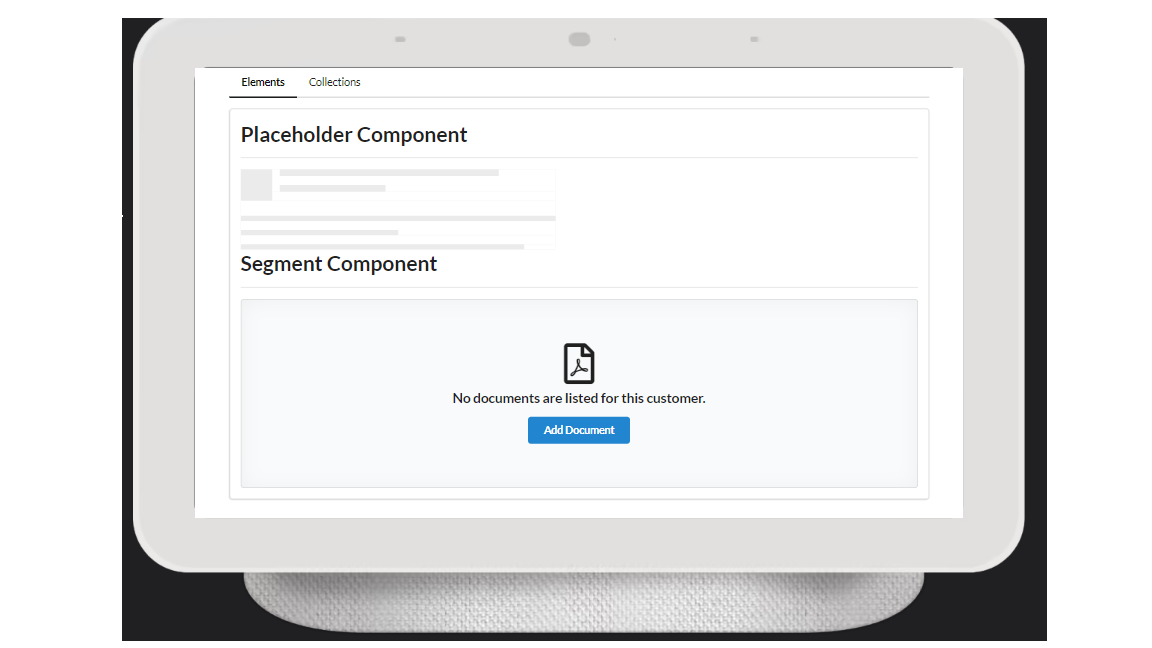 Elements
Collections
Placeholder Component
Segment Component
No documents are listed for this customer.
Add Document